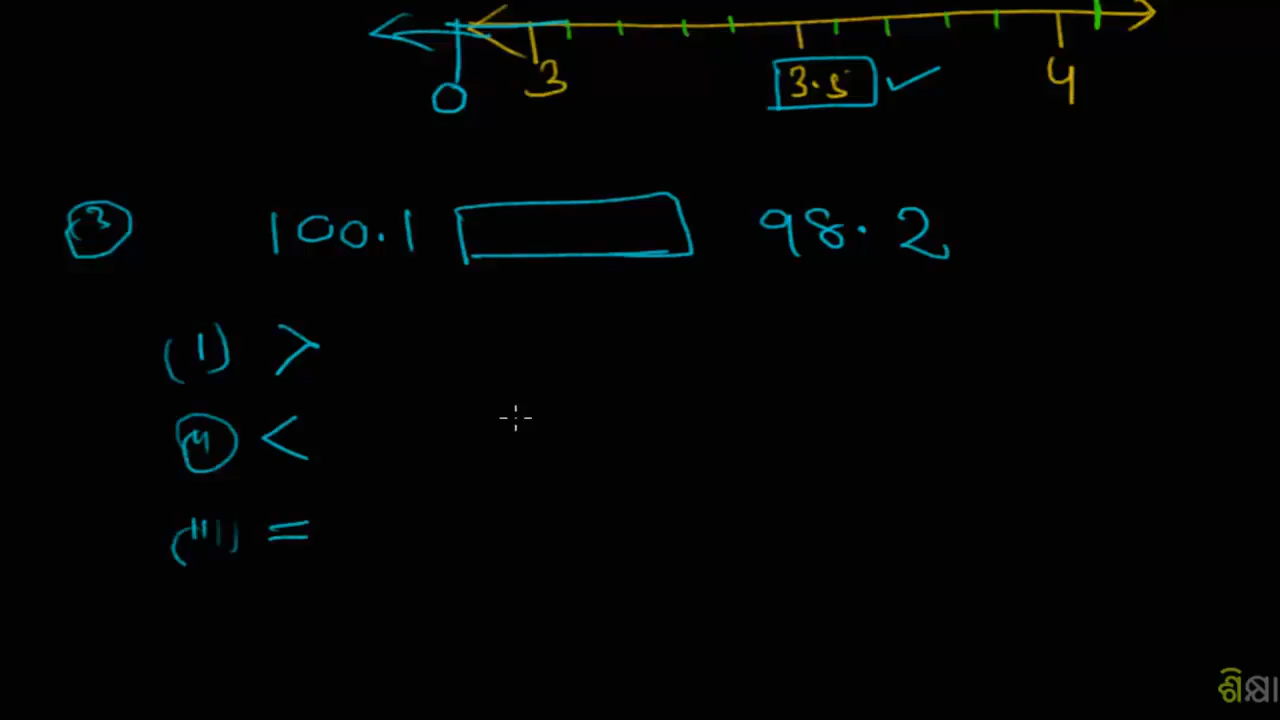 0 3 3.5 4
(3) 100.1 98.2
(i) >
(ii) <
(iii) =
ଶିକ୍ଷା